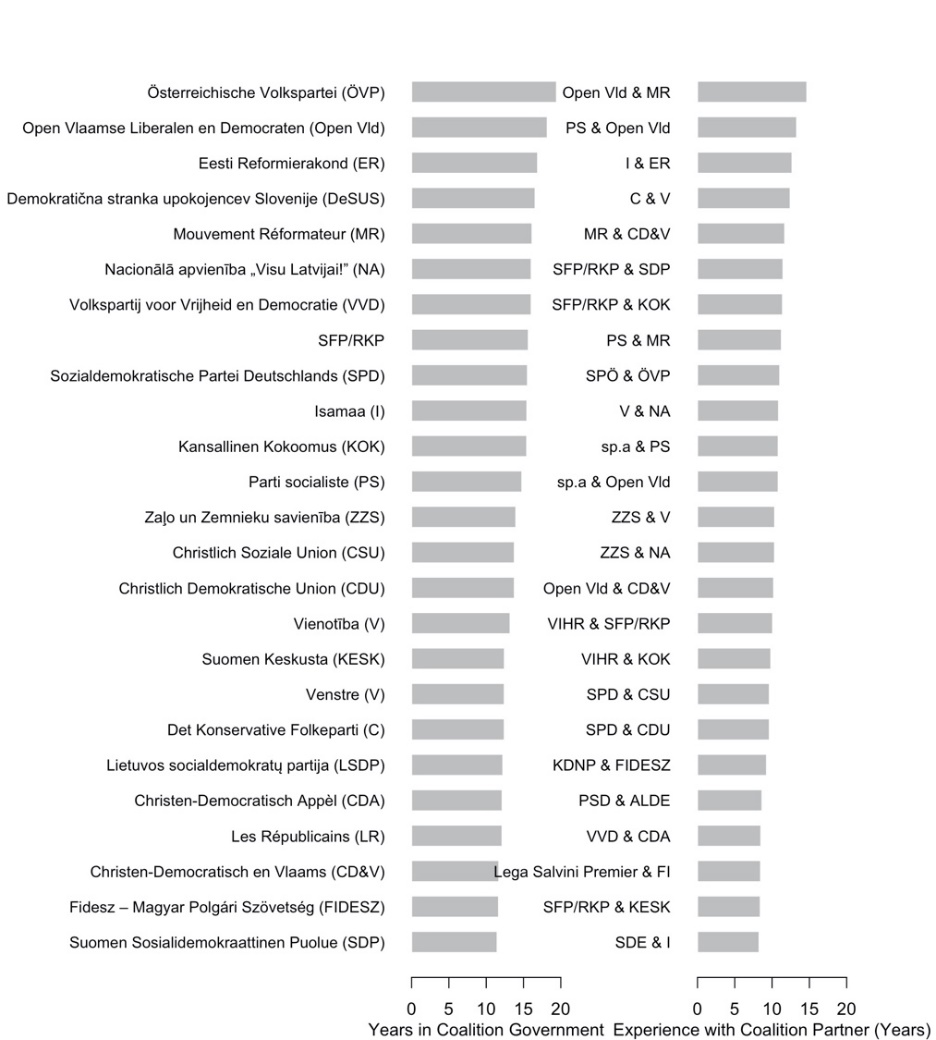 Österreichische Volkspartei (ÖVP) Open Vld & MR
Open Vlaamse Liberalen en Democraten (Open Vld) PS & Open Vld
Eesti Reformierakond (ER) I & ER
Demokratična stranka upokojencev Slovenije (DeSUS) C & V
Mouvement Réformateur (MR) MR & CD&V
Nacionālā apvienība „Visu Latvijai!” (NA) SFP/RKP & SDP
Volkspartij voor Vrijheid en Democratie (VVD) SFP/RKP & KOK
SFP/RKP PS & MR
Sozialdemokratische Partei Deutschlands (SPD) SPÖ & ÖVP
Isamaa (I) V & NA
Kansallinen Kokoomus (KOK) sp.a & PS
Parti socialiste (PS) sp.a & Open Vld
Zaļo un Zemnieku savienība (ZZS) ZZS & V
Christlich Soziale Union (CSU) ZZS & NA
Christlich Demokratische Union (CDU) Open Vld & CD&V
Vienotība (V) VIHR & SFP/RKP
Suomen Keskusta (KESK) VIHR & KOK
Venstre (V) SPD & CSU
Det Konservative Folkeparti (C) SPD & CDU
Lietuvos socialdemokratų partija (LSDP) KDNP & FIDESZ
Christen-Democratisch Appèl (CDA) PSD & ALDE
Les Républicains (LR) VVD & CDA
Christen-Democratisch en Vlaams (CD&V) Lega Salvini Premier & FI
Fidesz – Magyar Polgári Szövetség (FIDESZ) SFP/RKP & KESK
Suomen Sosialidemokraattinen Puolue (SDP) SDE & I
0 5 10 15 20 0 5 10 15 20
Years in Coalition Government Experience with Coalition Partner (Years)